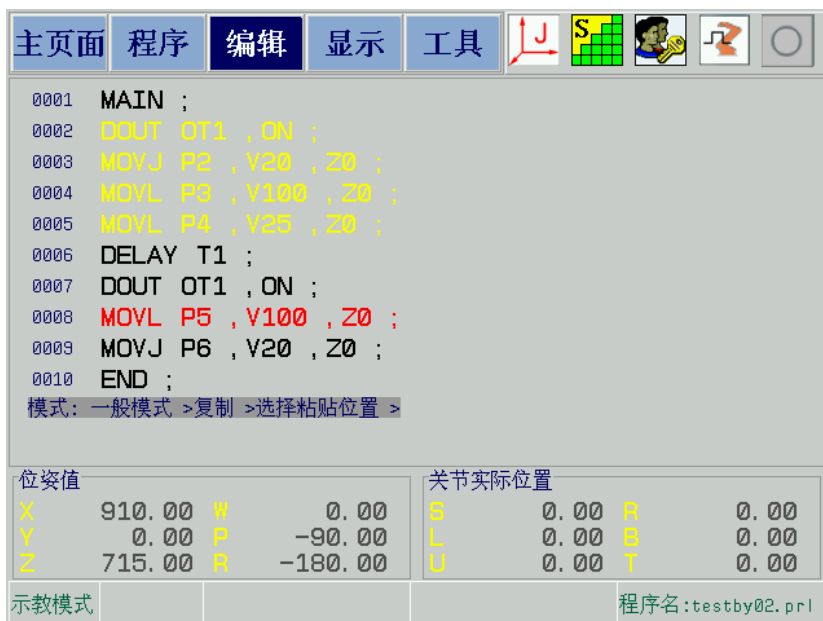 主页面 程序 编辑 显示 工具 J S
0001 MAIN ;
0002 DOUT OT1 ,ON ;
0003 MOVJ P2 ,V20 ,Z0 ;
0004 MOVL P3 ,V100 ,Z0 ;
0005 MOVL P4 ,V25 ,Z0 ;
0006 DELAY T1 ;
0007 DOUT OT1 ,ON ;
0008 MOVL P5 ,V100 ,Z0 ;
0009 MOVJ P6 ,V20 ,Z0 ;
0010 END ;
模式: 一般模式 >复制 >选择粘贴位置 >
位姿值 关节实际位置
X 910.00 W 0.00 S 0.00 R 0.00
Y 0.00 P -90.00 L 0.00 B 0.00
Z 715.00 R -180.00 U 0.00 T 0.00
示教模式 程序名:testby02.prl